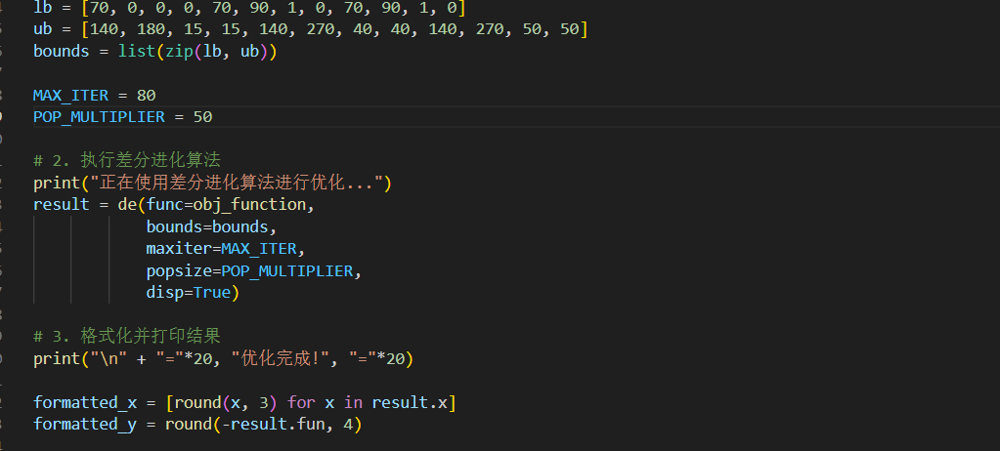 lb = [70, 0, 0, 0, 70, 90, 1, 0, 70, 90, 1, 0]
ub = [140, 180, 15, 15, 140, 270, 40, 40, 140, 270, 50, 50]
bounds = list(zip(lb, ub))
MAX_ITER = 80
POP_MULTIPLIER = 50
# 2. 执行差分进化算法
print("正在使用差分进化算法进行优化...")
result = de(func=obj_function,
bounds=bounds,
maxiter=MAX_ITER,
popsize=POP_MULTIPLIER,
disp=True)
# 3. 格式化并打印结果
print("\n" + "="*20, "优化完成!", "="*20)
formatted_x = [round(x, 3) for x in result.x]
formatted_y = round(-result.fun, 4)